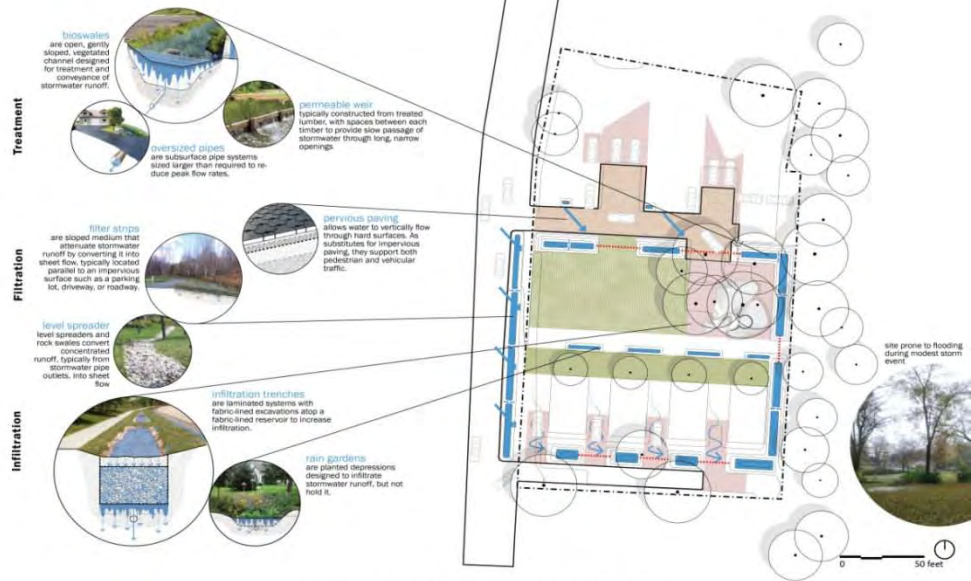 Treatment
bioswales
are open, gently
sloped, vegetated
channel designed
for treatment and
conveyance of
stormwater runoff.
permeable weir
typically constructed from treated
lumber, with spaces between each
timber to provide slow passage of
stormwater through long, narrow
openings
oversized pipes
are subsurface pipe systems
sized larger than required to re-
duce peak flow rates.
Filtration
filter strips
are sloped medium that
attenuate stormwater
runoff by converting it into
sheet flow, typically located
parallel to an impervious
surface such as a parking
lot, driveway, or roadway.
pervious paving
allows water to vertically flow
through hard surfaces. As
substitutes for impervious
paving, they support both
pedestrian and vehicular
traffic.
level spreader
level spreaders and
rock swales convert
concentrated
runoff, typically from
stormwater pipe
outlets, into sheet
flow
Infiltration
infiltration trenches
are laminated systems with
fabric-lined excavations atop a
fabric-lined reservoir to increase
infiltration.
rain gardens
are planted depressions
designed to infiltrate
stormwater runoff, but not
hold it.
site prone to flooding
during modest storm
event
0 50 feet